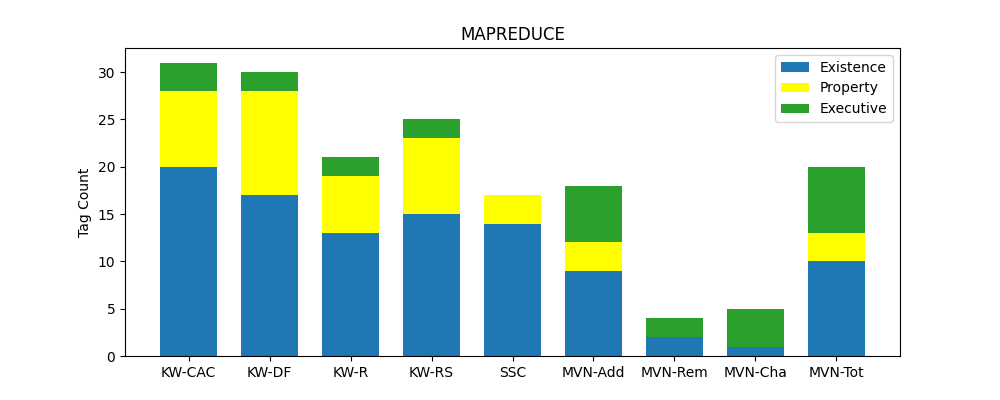 MAPREDUCE
Existence
Property
Executive
Tag Count
30
25
20
15
10
5
0
KW-CAC KW-DF KW-R KW-RS SSC MVN-Add MVN-Rem MVN-Cha MVN-Tot